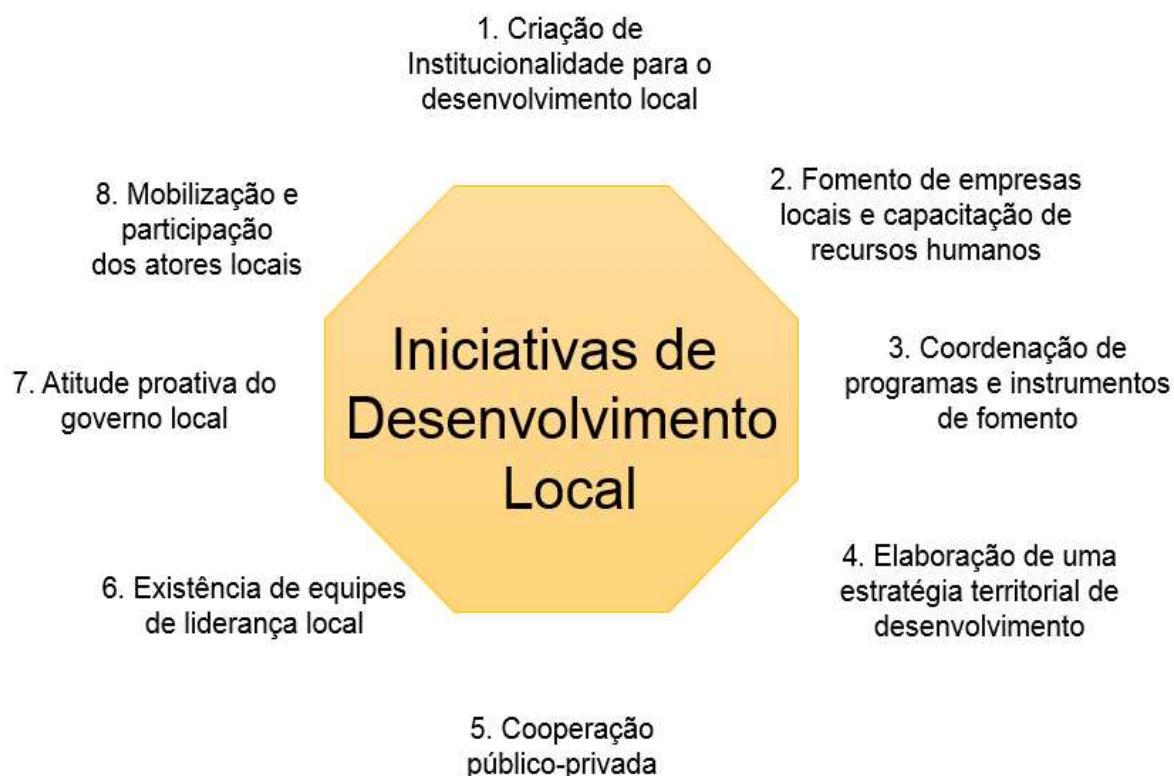 1. Criação de
Institucionalidade para o
desenvolvimento local
2. Fomento de empresas
locais e capacitação de
recursos humanos
3. Coordenação de
programas e instrumentos
de fomento
4. Elaboração de uma
estratégia territorial de
desenvolvimento
5. Cooperação
público-privada
6. Existência de equipes
de liderança local
7. Atitude proativa do
governo local
8. Mobilização e
participação
dos atores locais
Iniciativas de
Desenvolvimento
Local